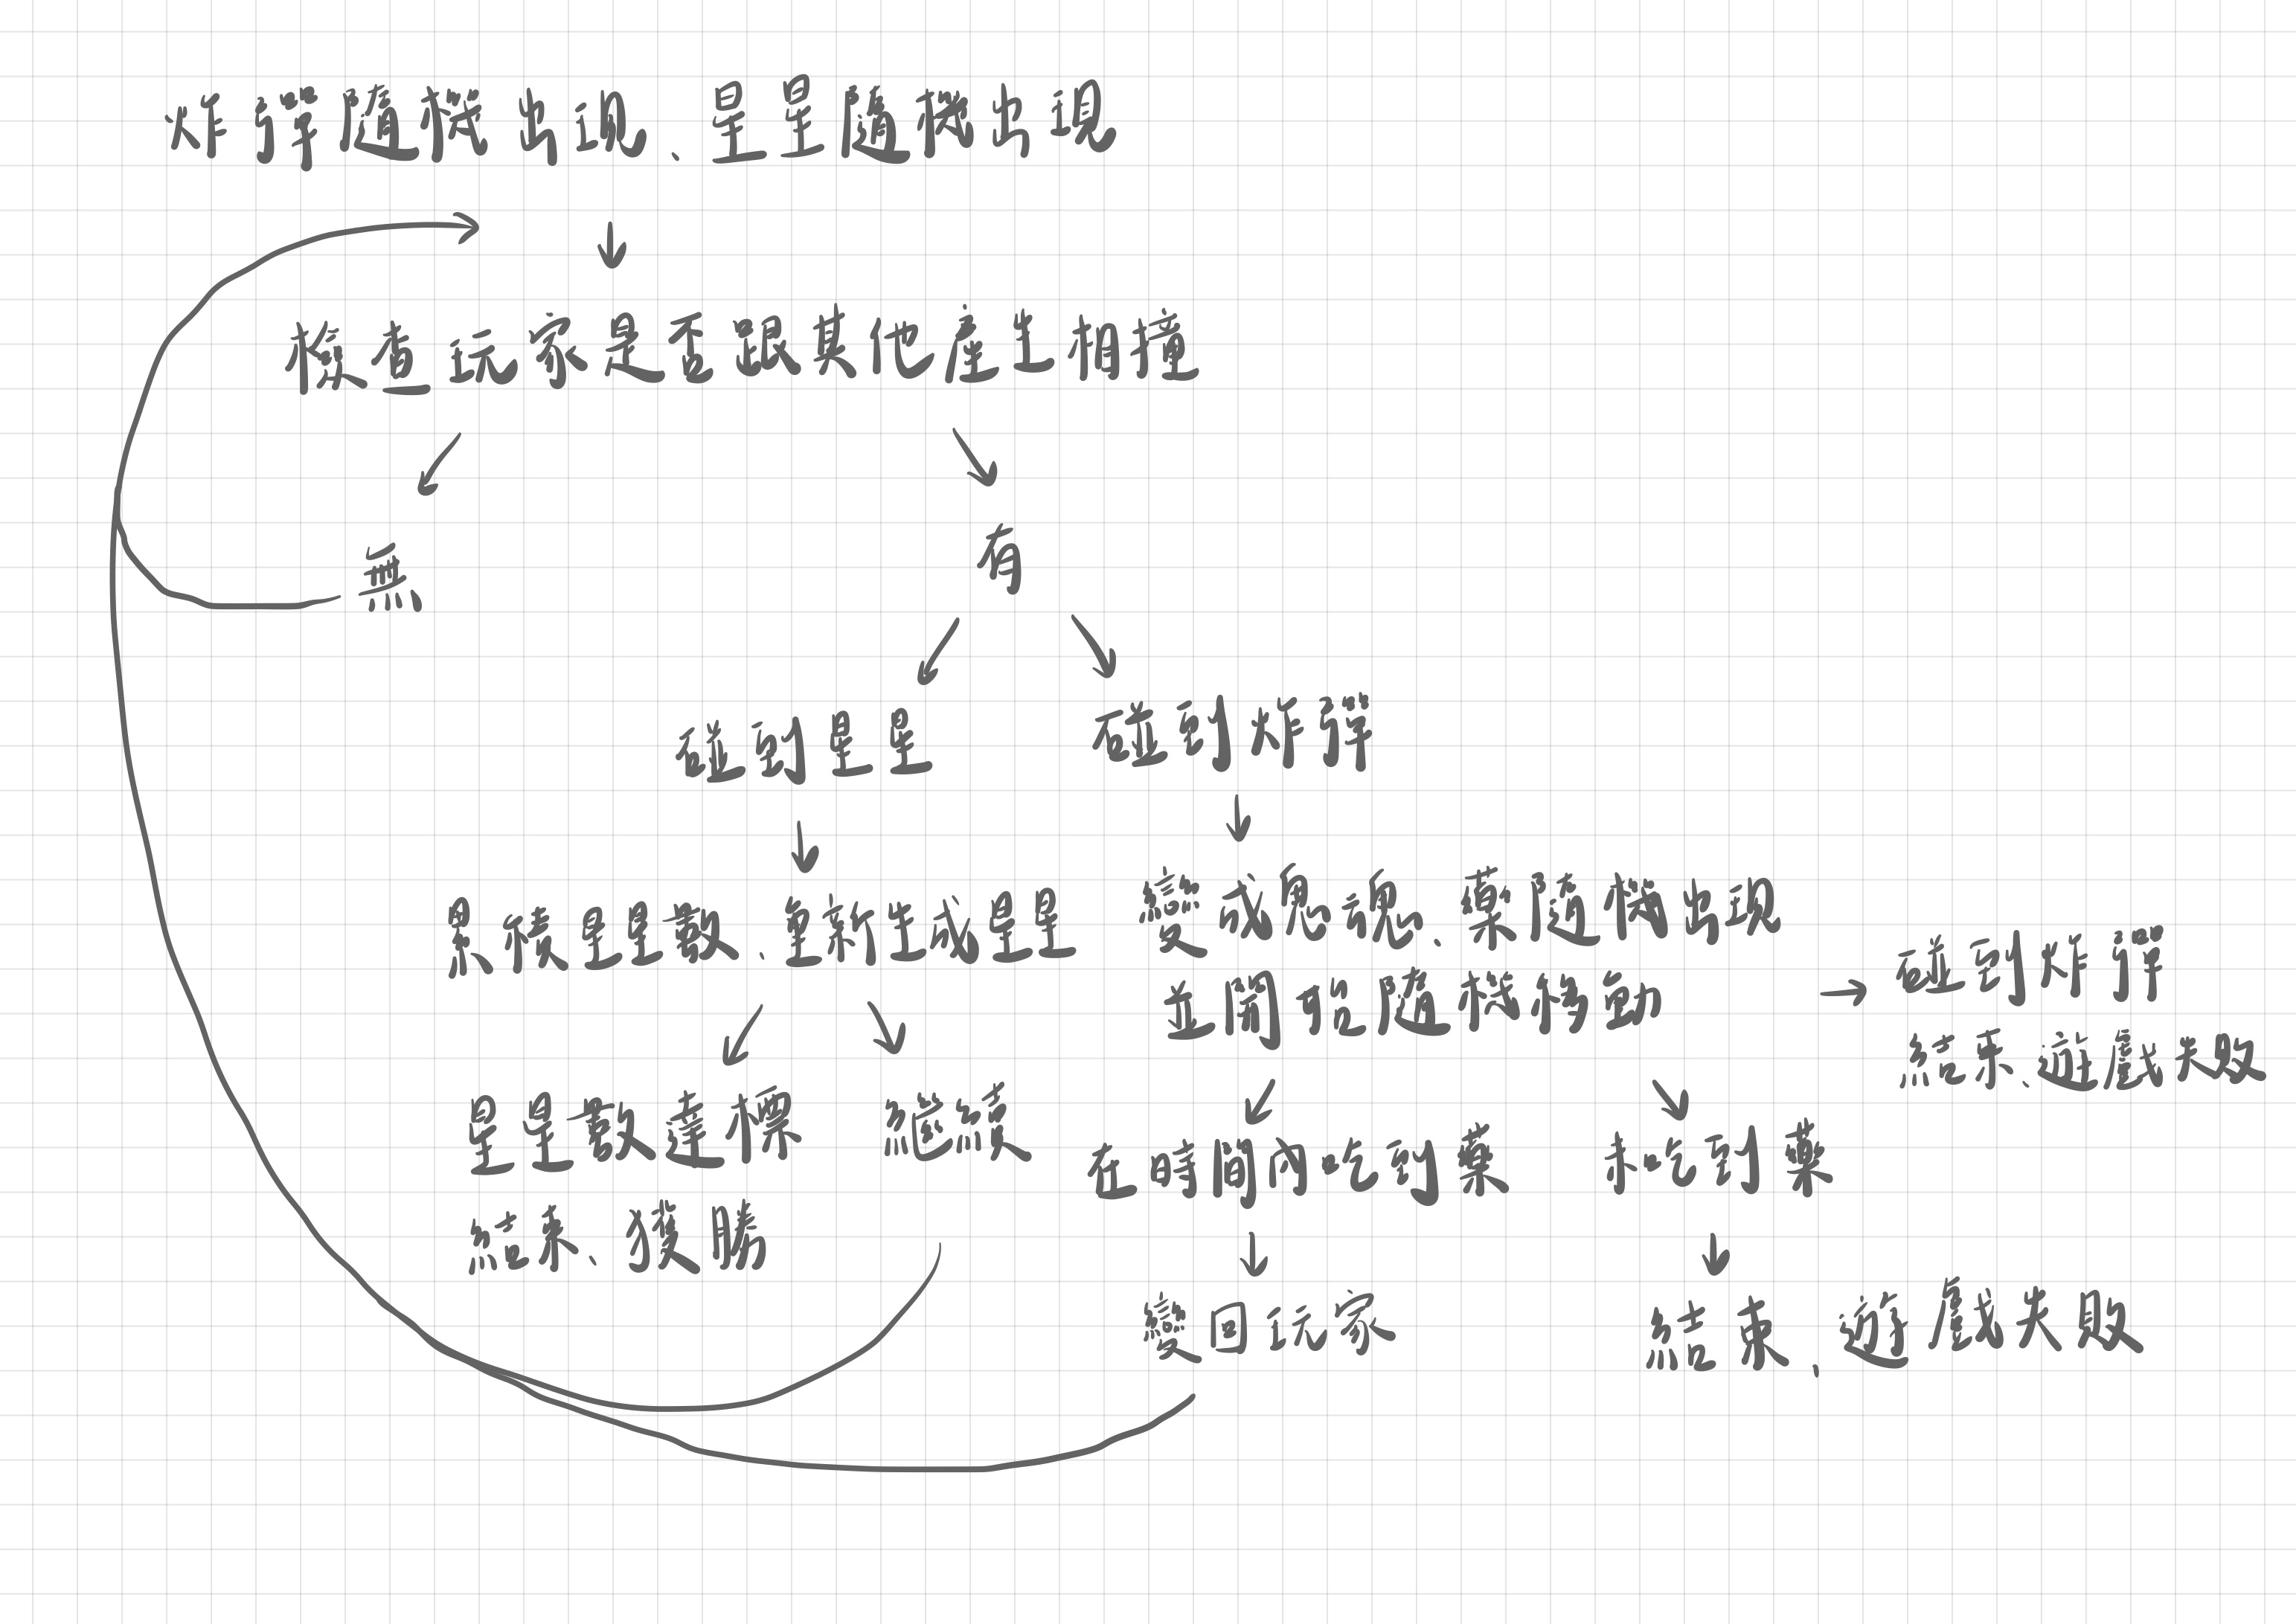 炸彈隨機出現、星星隨機出現
檢查玩家是否跟其他產生相撞
無
有
碰到星星
碰到炸彈
累積星星數、重新生成星星
變成鬼魂、藥隨機出現
並開始隨機移動
碰到炸彈
結束、遊戲失敗
星星數達標
結束、獲勝
繼續
在時間內吃到藥
未吃到藥
變回玩家
結束、遊戲失敗